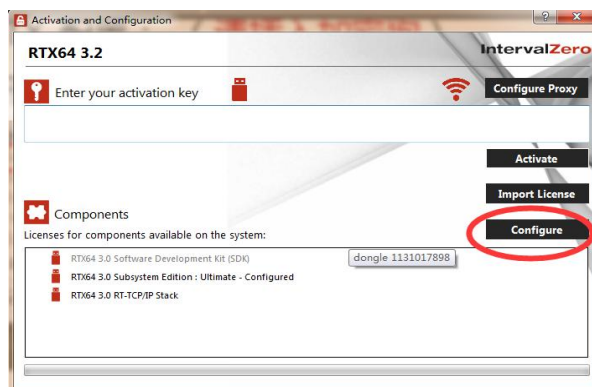 Activation and Configuration
RTX64 3.2
IntervalZero
Enter your activation key
Configure Proxy
Activate
Import License
Components
Configure
Licenses for components available on the system:
RTX64 3.0 Software Development Kit (SDK)
dongle 1131017898
RTX64 3.0 Subsystem Edition : Ultimate - Configured
RTX64 3.0 RT-TCP/IP Stack